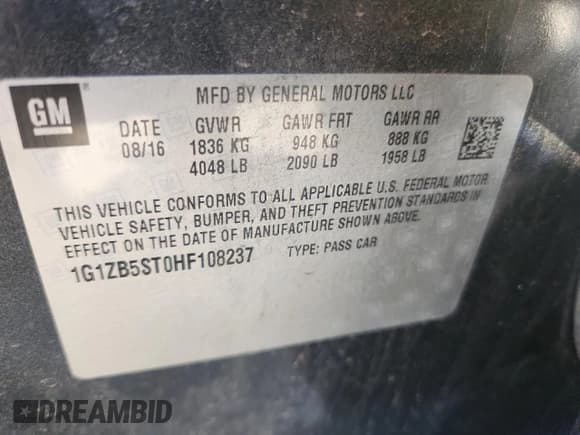 GM
MFD BY GENERAL MOTORS LLC
DATE GVWR GAWR FRT GAWR RR
08/16 1836 KG 948 KG 888 KG
4048 LB 2090 LB 1958 LB
THIS VEHICLE CONFORMS TO ALL APPLICABLE U.S. FEDERAL MOTOR
VEHICLE SAFETY, BUMPER, AND THEFT PREVENTION STANDARDS IN
EFFECT ON THE DATE OF MANUFACTURE SHOWN ABOVE.
1G1ZB5ST0HF108237 TYPE: PASS CAR
DREAMBID